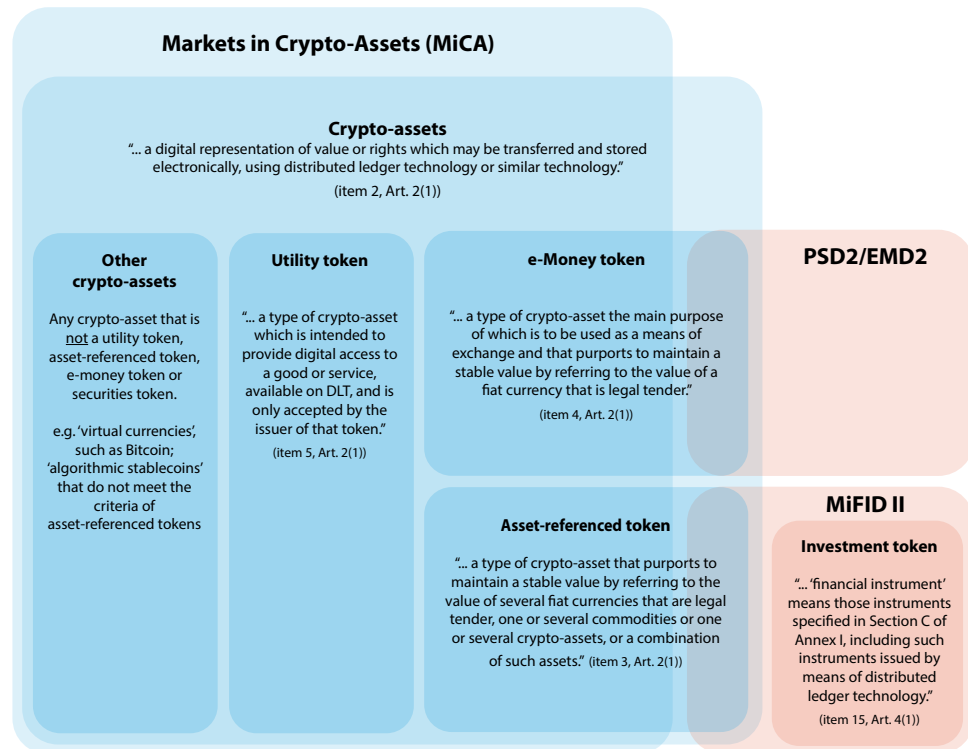 Markets in Crypto-Assets (MiCA)
Crypto-assets
“... a digital representation of value or rights which may be transferred and stored
electronically, using distributed ledger technology or similar technology.”
(item 2, Art. 2(1))
Other
crypto-assets
Any crypto-asset that is
not a utility token,
asset-referenced token,
e-money token or
securities token.
e.g. ‘virtual currencies’,
such as Bitcoin;
‘algorithmic stablecoins’
that do not meet the
criteria of
asset-referenced tokens
Utility token
“... a type of crypto-asset
which is intended to
provide digital access to
a good or service,
available on DLT, and is
only accepted by the
issuer of that token.”
(item 5, Art. 2(1))
e-Money token
“... a type of crypto-asset the main purpose
of which is to be used as a means of
exchange and that purports to maintain a
stable value by referring to the value of a
fiat currency that is legal tender.”
(item 4, Art. 2(1))
PSD2/EMD2
Asset-referenced token
“... a type of crypto-asset that purports to
maintain a stable value by referring to the
value of several fiat currencies that are legal
tender, one or several commodities or one
or several crypto-assets, or a combination
of such assets.” (item 3, Art. 2(1))
MiFID II
Investment token
“... ‘financial instrument’
means those instruments
specified in Section C of
Annex I, including such
instruments issued by
means of distributed
ledger technology.”
(item 15, Art. 4(1))